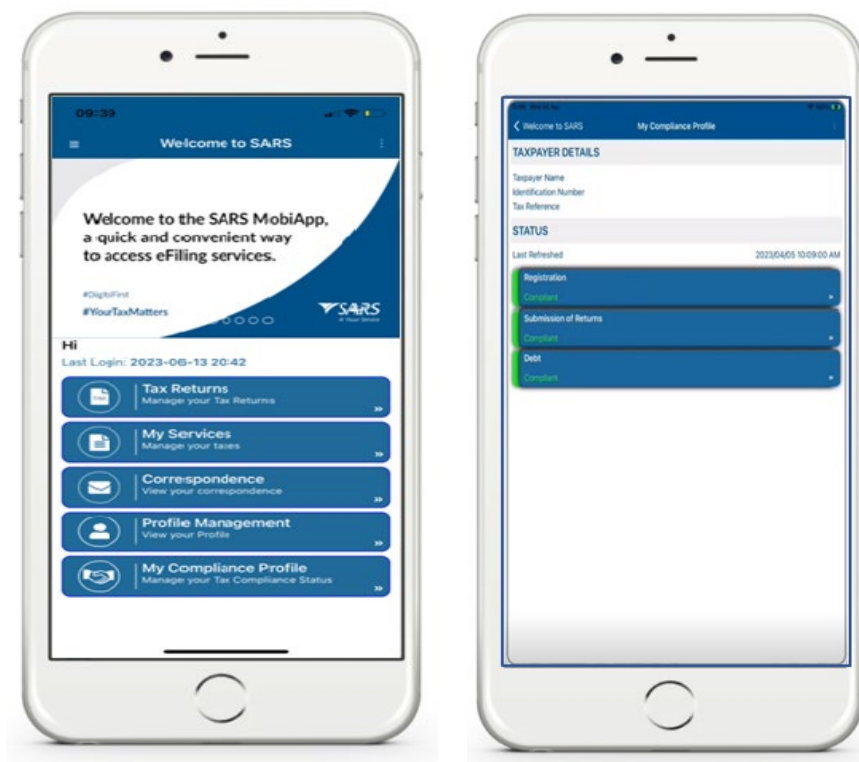 09:39
Welcome to SARS
Welcome to the SARS MobiApp,
a quick and convenient way
to access eFiling services.
#DigitalFirst
#YourTaxMatters
SARS
At Your Service
Hi
Last Login: 2023-06-13 20:42
Tax Returns
Manage your Tax Returns
My Services
Manage your taxes
Correspondence
View your correspondence
Profile Management
View your Profile
My Compliance Profile
Manage your Tax Compliance Status
Welcome to SARS
My Compliance Profile
TAXPAYER DETAILS
Taxpayer Name
Identification Number
Tax Reference
STATUS
Last Refreshed 2023/04/05 10:09:00 AM
Registration
Compliant
Submission of Returns
Compliant
Debt
Compliant